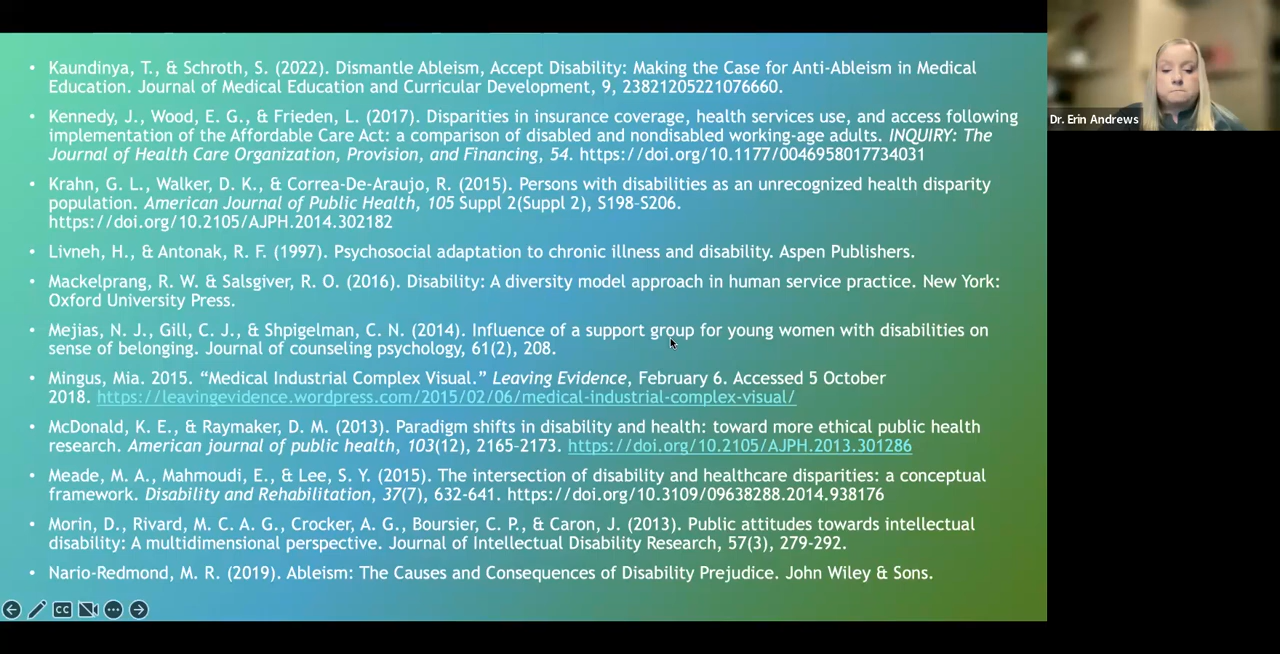 • Kaundinya, T., & Schroth, S. (2022). Dismantle Ableism, Accept Disability: Making the Case for Anti-Ableism in Medical
Education. Journal of Medical Education and Curricular Development, 9, 23821205221076660.
• Kennedy, J., Wood, E. G., & Frieden, L. (2017). Disparities in insurance coverage, health services use, and access following
implementation of the Affordable Care Act: a comparison of disabled and nondisabled working-age adults. INQUIRY: The
Journal of Health Care Organization, Provision, and Financing, 54. https://doi.org/10.1177/0046958017734031
• Krahn, G. L., Walker, D. K., & Correa-De-Araujo, R. (2015). Persons with disabilities as an unrecognized health disparity
population. American Journal of Public Health, 105 Suppl 2(Suppl 2), S198–S206.
https://doi.org/10.2105/AJPH.2014.302182
• Livneh, H., & Antonak, R. F. (1997). Psychosocial adaptation to chronic illness and disability. Aspen Publishers.
• Mackelprang, R. W. & Salsgiver, R. O. (2016). Disability: A diversity model approach in human service practice. New York:
Oxford University Press.
• Mejias, N. J., Gill, C. J., & Shpigelman, C. N. (2014). Influence of a support group for young women with disabilities on
sense of belonging. Journal of counseling psychology, 61(2), 208.
• Mingus, Mia. 2015. “Medical Industrial Complex Visual.” Leaving Evidence, February 6. Accessed 5 October
2018. https://leavingevidence.wordpress.com/2015/02/06/medical-industrial-complex-visual/
• McDonald, K. E., & Raymaker, D. M. (2013). Paradigm shifts in disability and health: toward more ethical public health
research. American journal of public health, 103(12), 2165–2173. https://doi.org/10.2105/AJPH.2013.301286
• Meade, M. A., Mahmoudi, E., & Lee, S. Y. (2015). The intersection of disability and healthcare disparities: a conceptual
framework. Disability and Rehabilitation, 37(7), 632-641. https://doi.org/10.3109/09638288.2014.938176
• Morin, D., Rivard, M. C. A. G., Crocker, A. G., Boursier, C. P., & Caron, J. (2013). Public attitudes towards intellectual
disability: A multidimensional perspective. Journal of Intellectual Disability Research, 57(3), 279-292.
• Nario-Redmond, M. R. (2019). Ableism: The Causes and Consequences of Disability Prejudice. John Wiley & Sons.
CC
Dr. Erin Andrews